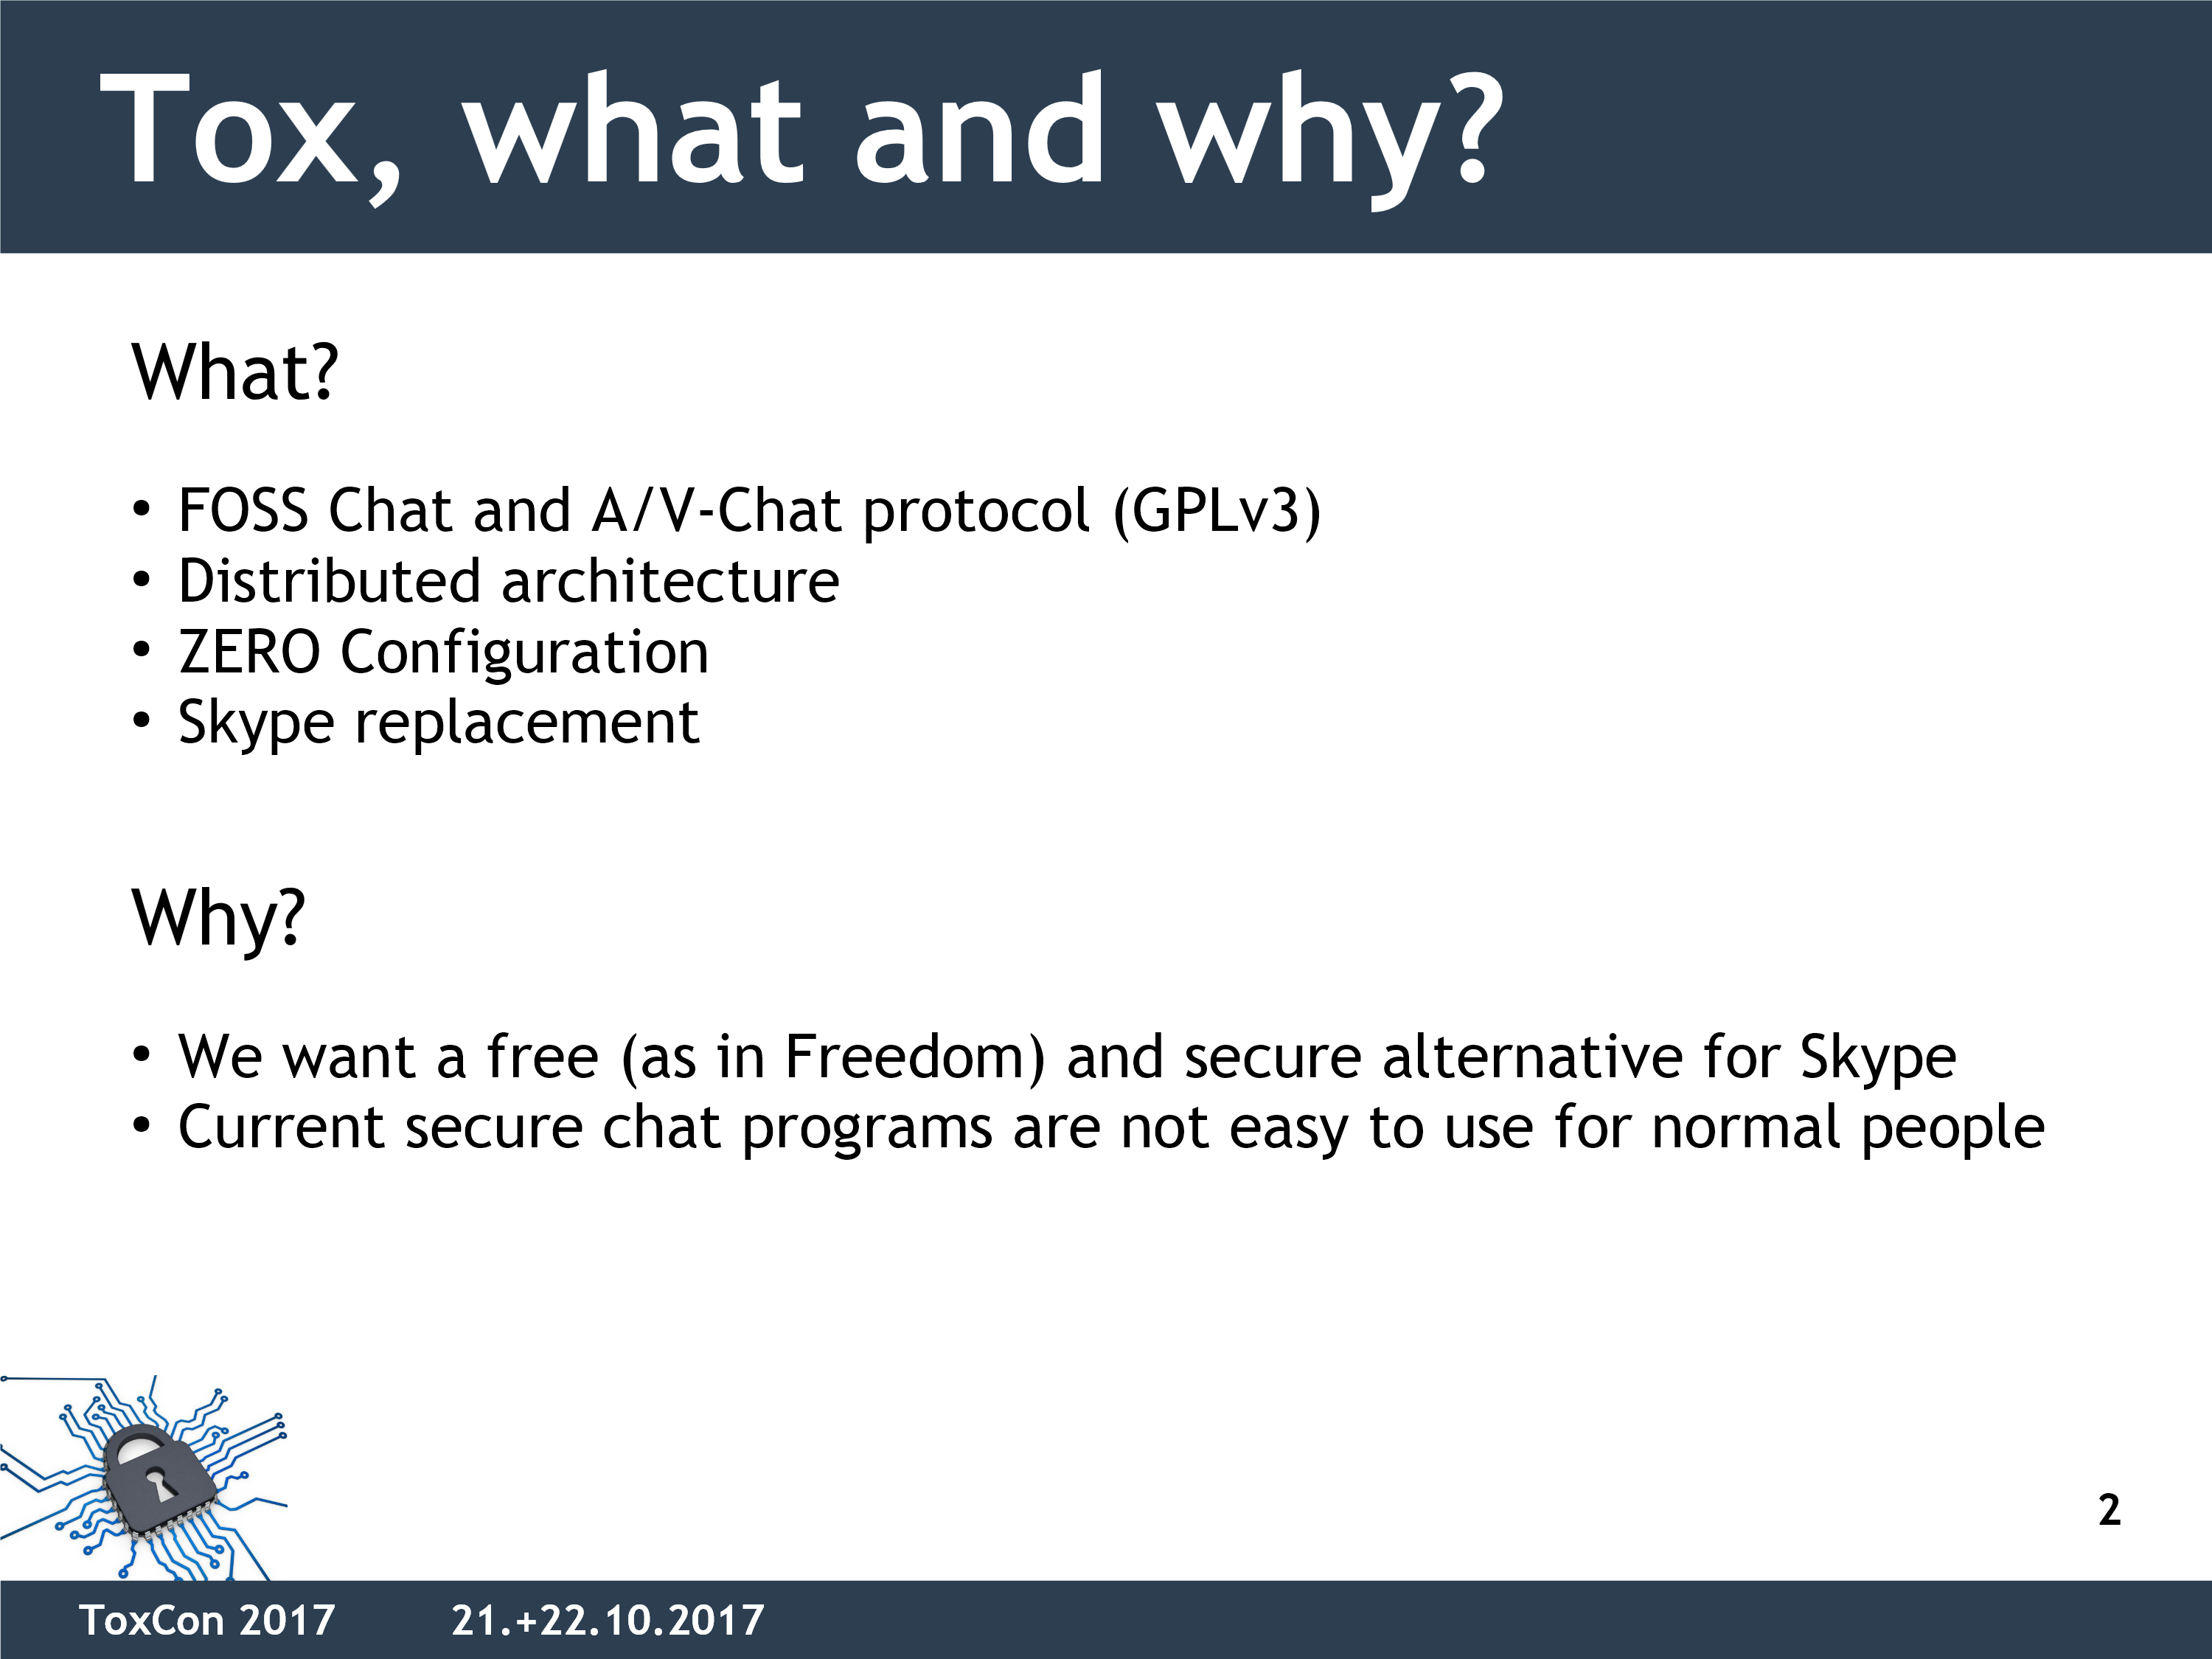 Tox, what and why?
What?
• FOSS Chat and A/V-Chat protocol (GPLv3)
• Distributed architecture
• ZERO Configuration
• Skype replacement
Why?
• We want a free (as in Freedom) and secure alternative for Skype
• Current secure chat programs are not easy to use for normal people
2
ToxCon 2017 21.+22.10.2017